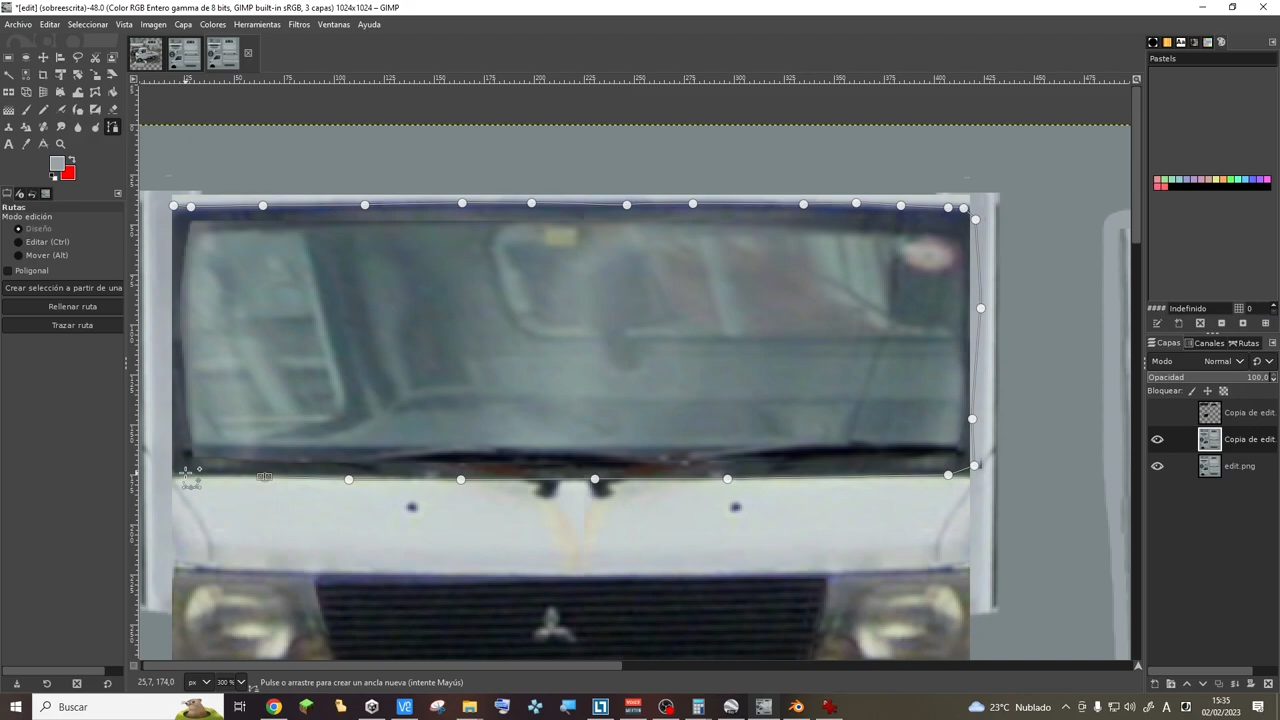 *[edit] (sobreescrita)-48.0 (Color RGB Entero gamma de 8 bits, GIMP built-in sRGB, 3 capas) 1024x1024 – GIMP
Archivo Editar Seleccionar Vista Imagen Capa Colores Herramientas Filtros Ventanas Ayuda
Pastels
Rutas
Modo edición
Diseño
Editar (Ctrl)
Mover (Alt)
Poligonal
Crear selección a partir de una
Rellenar ruta
Trazar ruta
Indefinido 0
Capas Canales Rutas
Modo Normal
Opacidad 100,0
Bloquear:
Copia de edit.
Copia de edit.
edit.png
25,7, 174,0 px 300 % Pulse o arrastre para crear un ancla nueva (intente Mayús)
Buscar
23°C Nublado
15:35
02/02/2023